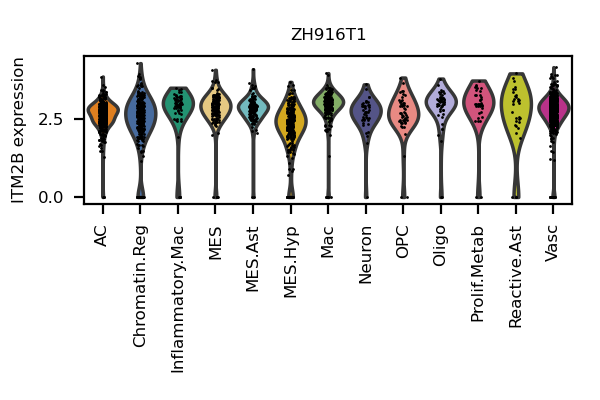 ZH916T1
ITM2B expression
2.5
0.0
AC
Chromatin.Reg
Inflammatory.Mac
MES
MES.Ast
MES.Hyp
Mac
Neuron
OPC
Oligo
Prolif.Metab
Reactive.Ast
Vasc